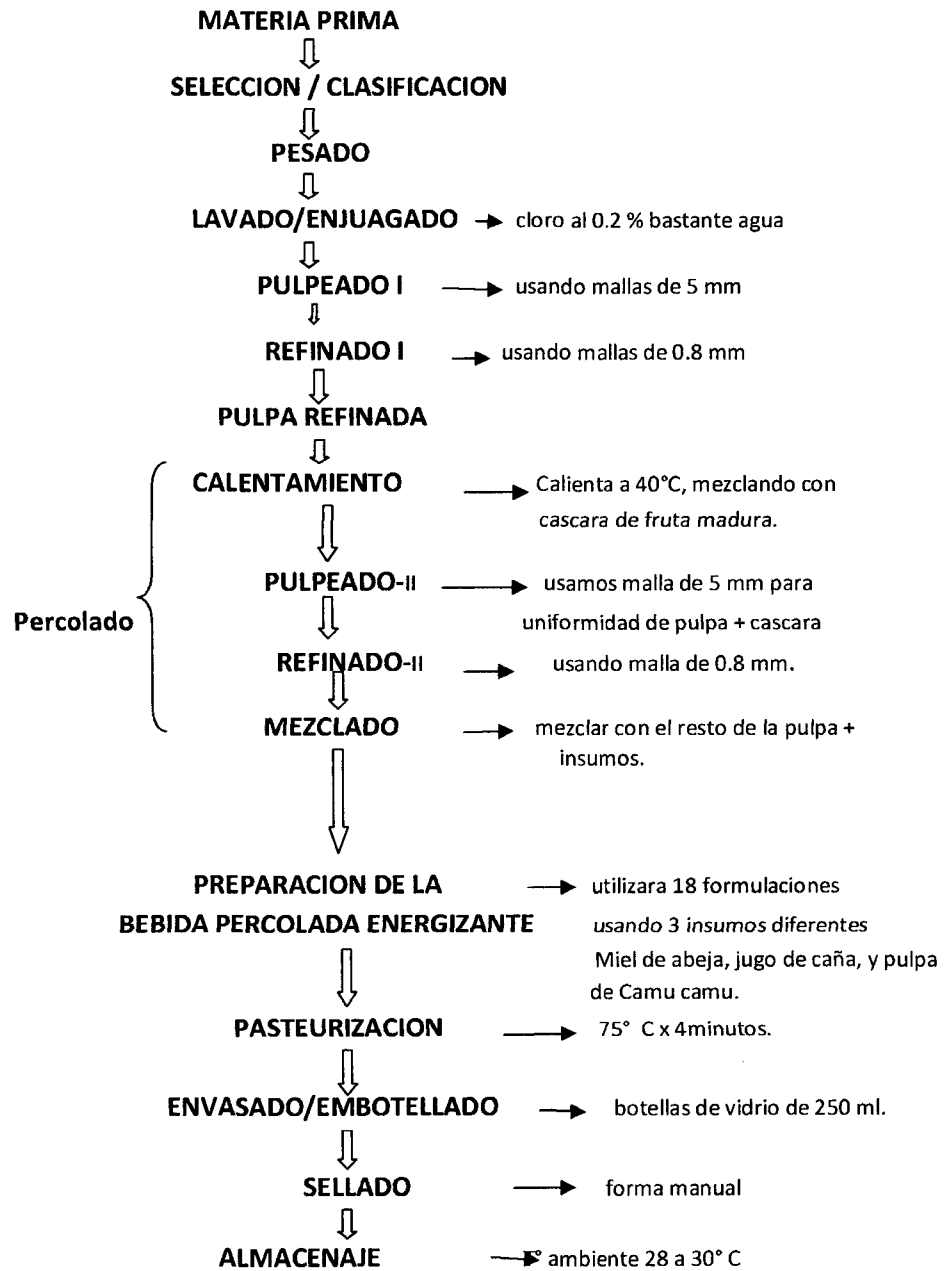 MATERIA PRIMA
SELECCION / CLASIFICACION
PESADO
LAVADO/ENJUAGADO cloro al 0.2 % bastante agua
PULPEADO I usando mallas de 5 mm
REFINADO I usando mallas de 0.8 mm
PULPA REFINADA
CALENTAMIENTO Calienta a 40°C, mezclando con
cascara de fruta madura.
PULPEADO-II usamos malla de 5 mm para
Percolado uniformidad de pulpa + cascara
REFINADO-II usando malla de 0.8 mm.
MEZCLADO mezclar con el resto de la pulpa +
insumos.
PREPARACION DE LA utilizara 18 formulaciones
BEBIDA PERCOLADA ENERGIZANTE usando 3 insumos diferentes
Miel de abeja, jugo de caña, y pulpa
de Camu camu.
PASTEURIZACION 75° C x 4minutos.
ENVASADO/EMBOTELLADO botellas de vidrio de 250 ml.
SELLADO forma manual
ALMACENAJE T° ambiente 28 a 30° C